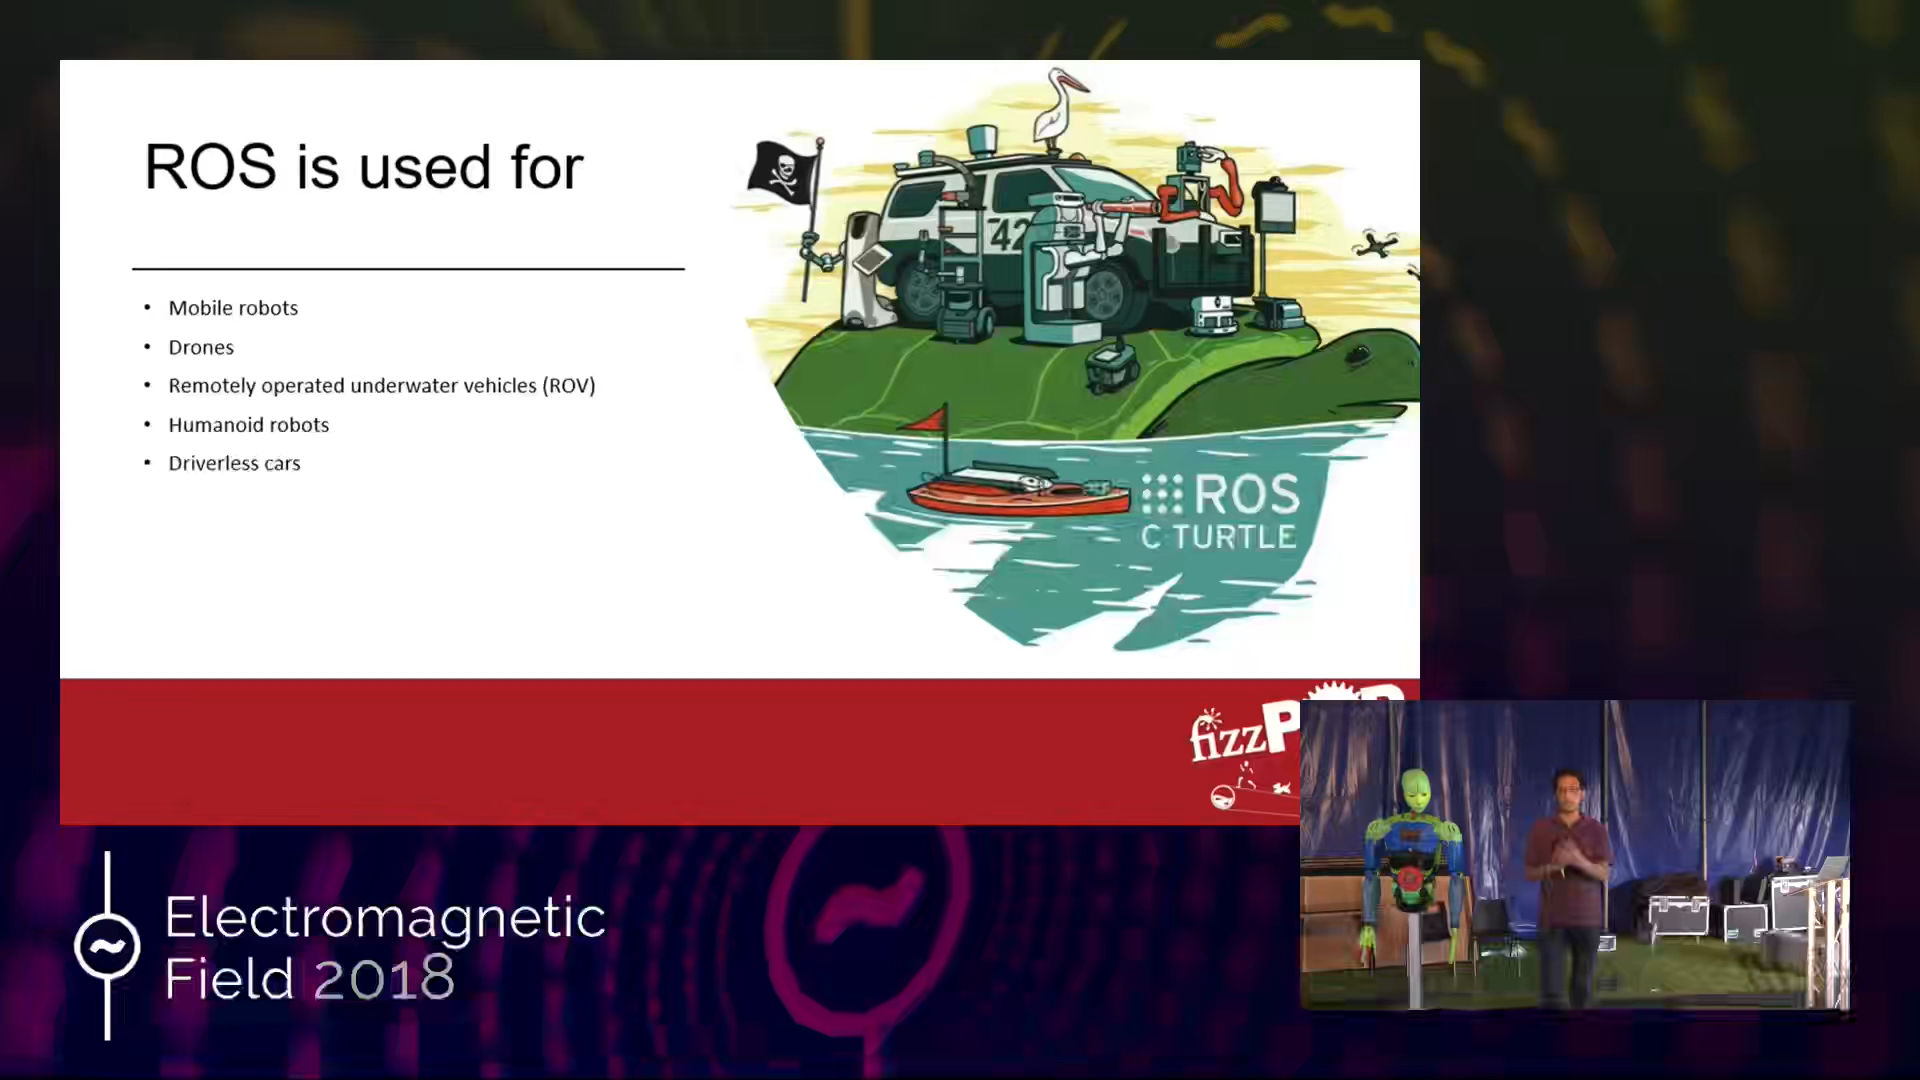 ROS is used for
• Mobile robots
• Drones
• Remotely operated underwater vehicles (ROV)
• Humanoid robots
• Driverless cars
42
ROS
C TURTLE
fizz
Electromagnetic
Field 2018